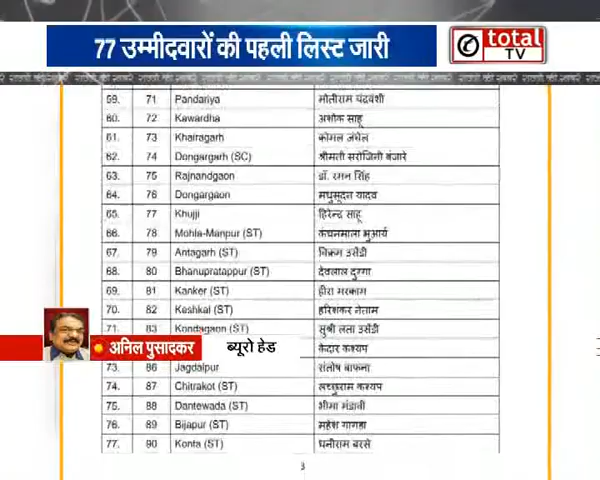 77 उम्मीदवारों की पहली लिस्ट जारी
total
TV
59. 71 Pandariya मोतीराम चंद्रवंशी
60. 72 Kawardha अशोक साहू
61. 73 Khairagarh कोमल जंघेल
62. 74 Dongargarh (SC) श्रीमती सरोजिनी बंजारे
63. 75 Rajnandgaon डॉ. रमन सिंह
64. 76 Dongargaon मधुसूदन यादव
65. 77 Khujji हिरेन्द्र साहू
66. 78 Mohla-Manpur (ST) कंचनमाला भुआर्य
67. 79 Antagarh (ST) विक्रम उसेंडी
68. 80 Bhanupratappur (ST) देवलाल दुग्गा
69. 81 Kanker (ST) हीरा मरकाम
70. 82 Keshkal (ST) हरिशंकर नेताम
71. 83 Kondagaon (ST) सुश्री लता उसेंडी
केदार कश्यप
73. 86 Jagdalpur संतोष बाफना
74. 87 Chitrakot (ST) लच्छुराम कश्यप
75. 88 Dantewada (ST) भीमा मंडावी
76. 89 Bijapur (ST) महेश गागड़ा
77. 90 Konta (ST) धनीराम बरसे
अनिल पुसादकर ब्यूरो हेड
3